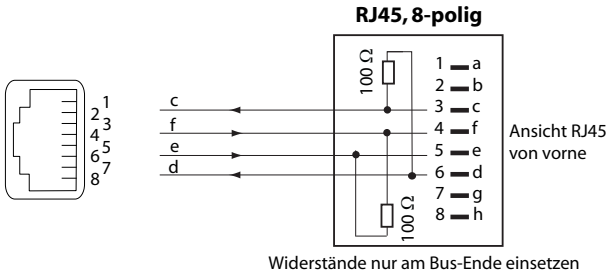 RJ45, 8-polig
1
2
3
4
5
6
7
8
c
f
e
d
100 Ω
100 Ω
1 a
2 b
3 c
4 f
5 e
6 d
7 g
8 h
Ansicht RJ45
von vorne
Widerstände nur am Bus-Ende einsetzen